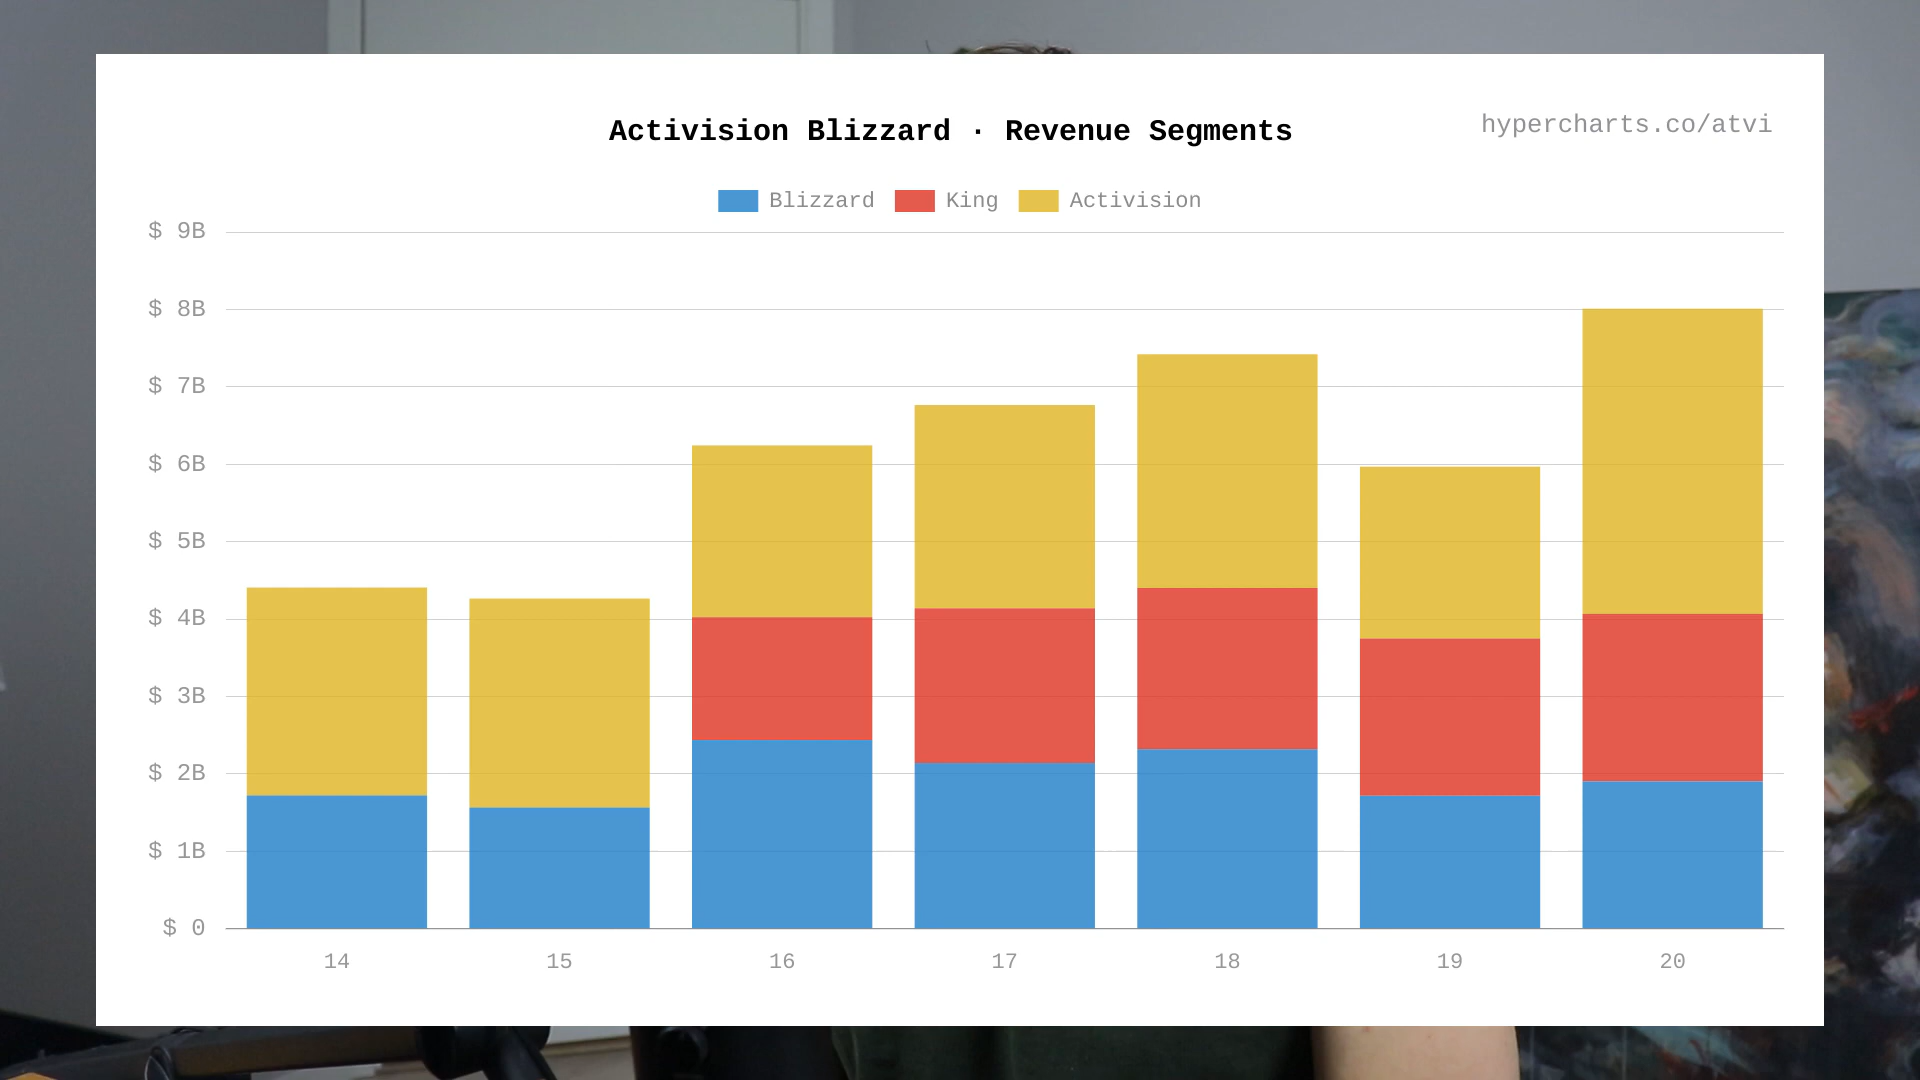 Activision Blizzard · Revenue Segments
hypercharts.co/atvi
Blizzard King Activision
$ 9B
$ 8B
$ 7B
$ 6B
$ 5B
$ 4B
$ 3B
$ 2B
$ 1B
$ 0
14 15 16 17 18 19 20